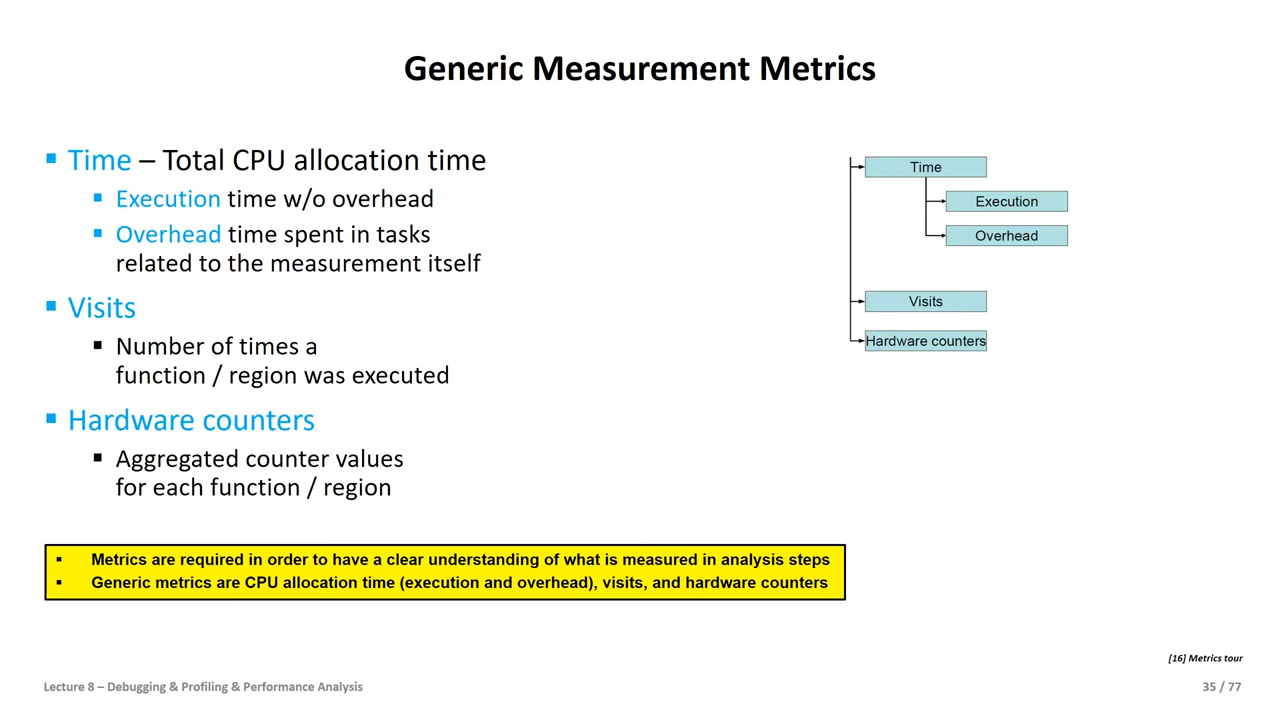 Generic Measurement Metrics
▪ Time – Total CPU allocation time
▪ Execution time w/o overhead
▪ Overhead time spent in tasks
related to the measurement itself
▪ Visits
▪ Number of times a
function / region was executed
▪ Hardware counters
▪ Aggregated counter values
for each function / region
Time
Execution
Overhead
Visits
Hardware counters
▪ Metrics are required in order to have a clear understanding of what is measured in analysis steps
▪ Generic metrics are CPU allocation time (execution and overhead), visits, and hardware counters
[16] Metrics tour
Lecture 8 – Debugging & Profiling & Performance Analysis
35 / 77